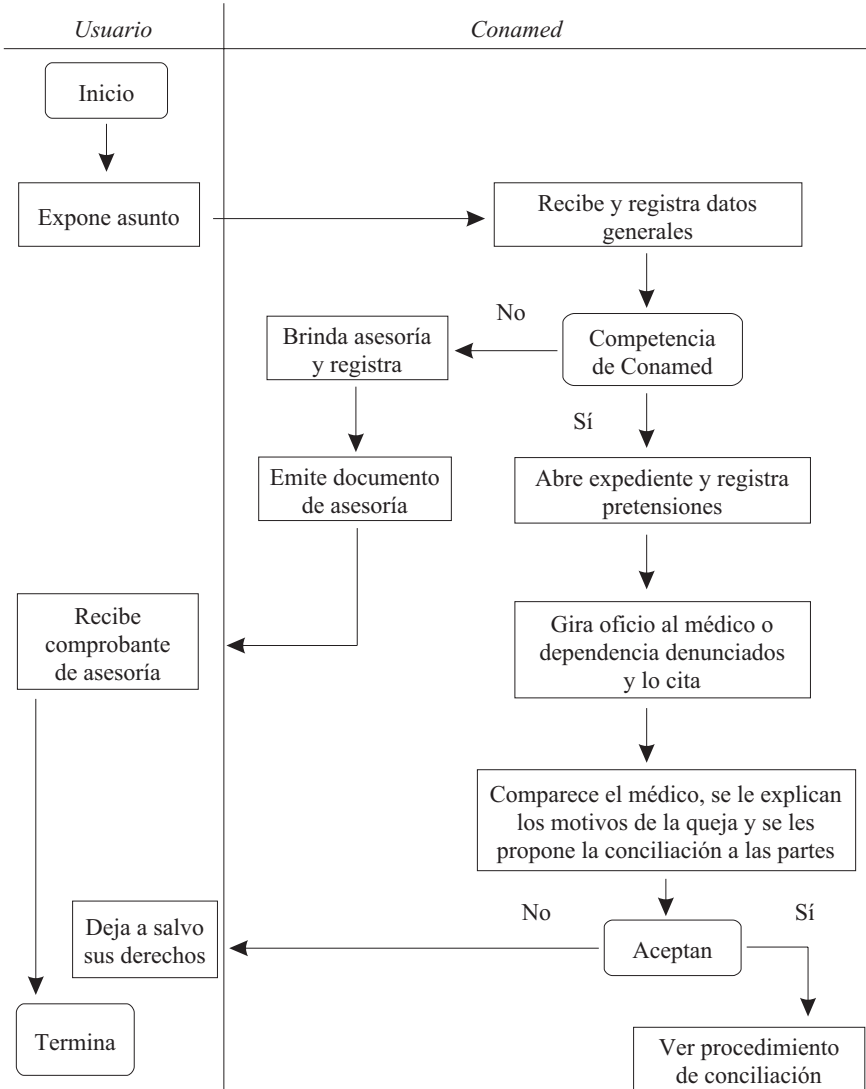 Usuario
Conamed
Inicio
Expone asunto
Recibe y registra datos
generales
No
Brinda asesoría
y registra
Competencia
de Conamed
Sí
Emite documento
de asesoría
Abre expediente y registra
pretensiones
Recibe
comprobante
de asesoría
Gira oficio al médico o
dependencia denunciados
y lo cita
Comparece el médico, se le explican
los motivos de la queja y se les
propone la conciliación a las partes
No
Sí
Deja a salvo
sus derechos
Aceptan
Termina
Ver procedimiento
de conciliación